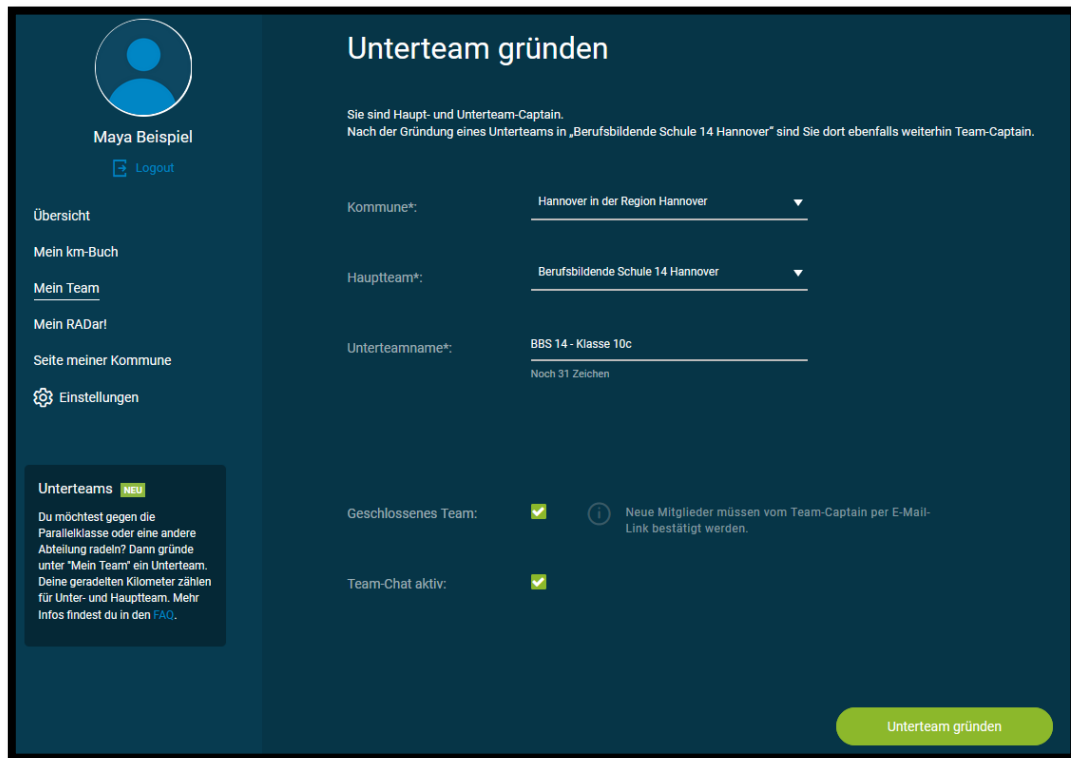 Maya Beispiel
Logout
Übersicht
Mein km-Buch
Mein Team
Mein RADar!
Seite meiner Kommune
Einstellungen
Unterteams NEU
Du möchtest gegen die
Parallelklasse oder eine andere
Abteilung radeln? Dann gründe
unter "Mein Team" ein Unterteam.
Deine geradelten Kilometer zählen
für Unter- und Hauptteam. Mehr
Infos findest du in den FAQ.
Unterteam gründen
Sie sind Haupt- und Unterteam-Captain.
Nach der Gründung eines Unterteams in „Berufsbildende Schule 14 Hannover" sind Sie dort ebenfalls weiterhin Team-Captain.
Kommune*: Hannover in der Region Hannover
Hauptteam*: Berufsbildende Schule 14 Hannover
Unterteamname*: BBS 14 - Klasse 10c
Noch 31 Zeichen
Geschlossenes Team: Neue Mitglieder müssen vom Team-Captain per E-Mail-
Link bestätigt werden.
Team-Chat aktiv:
Unterteam gründen